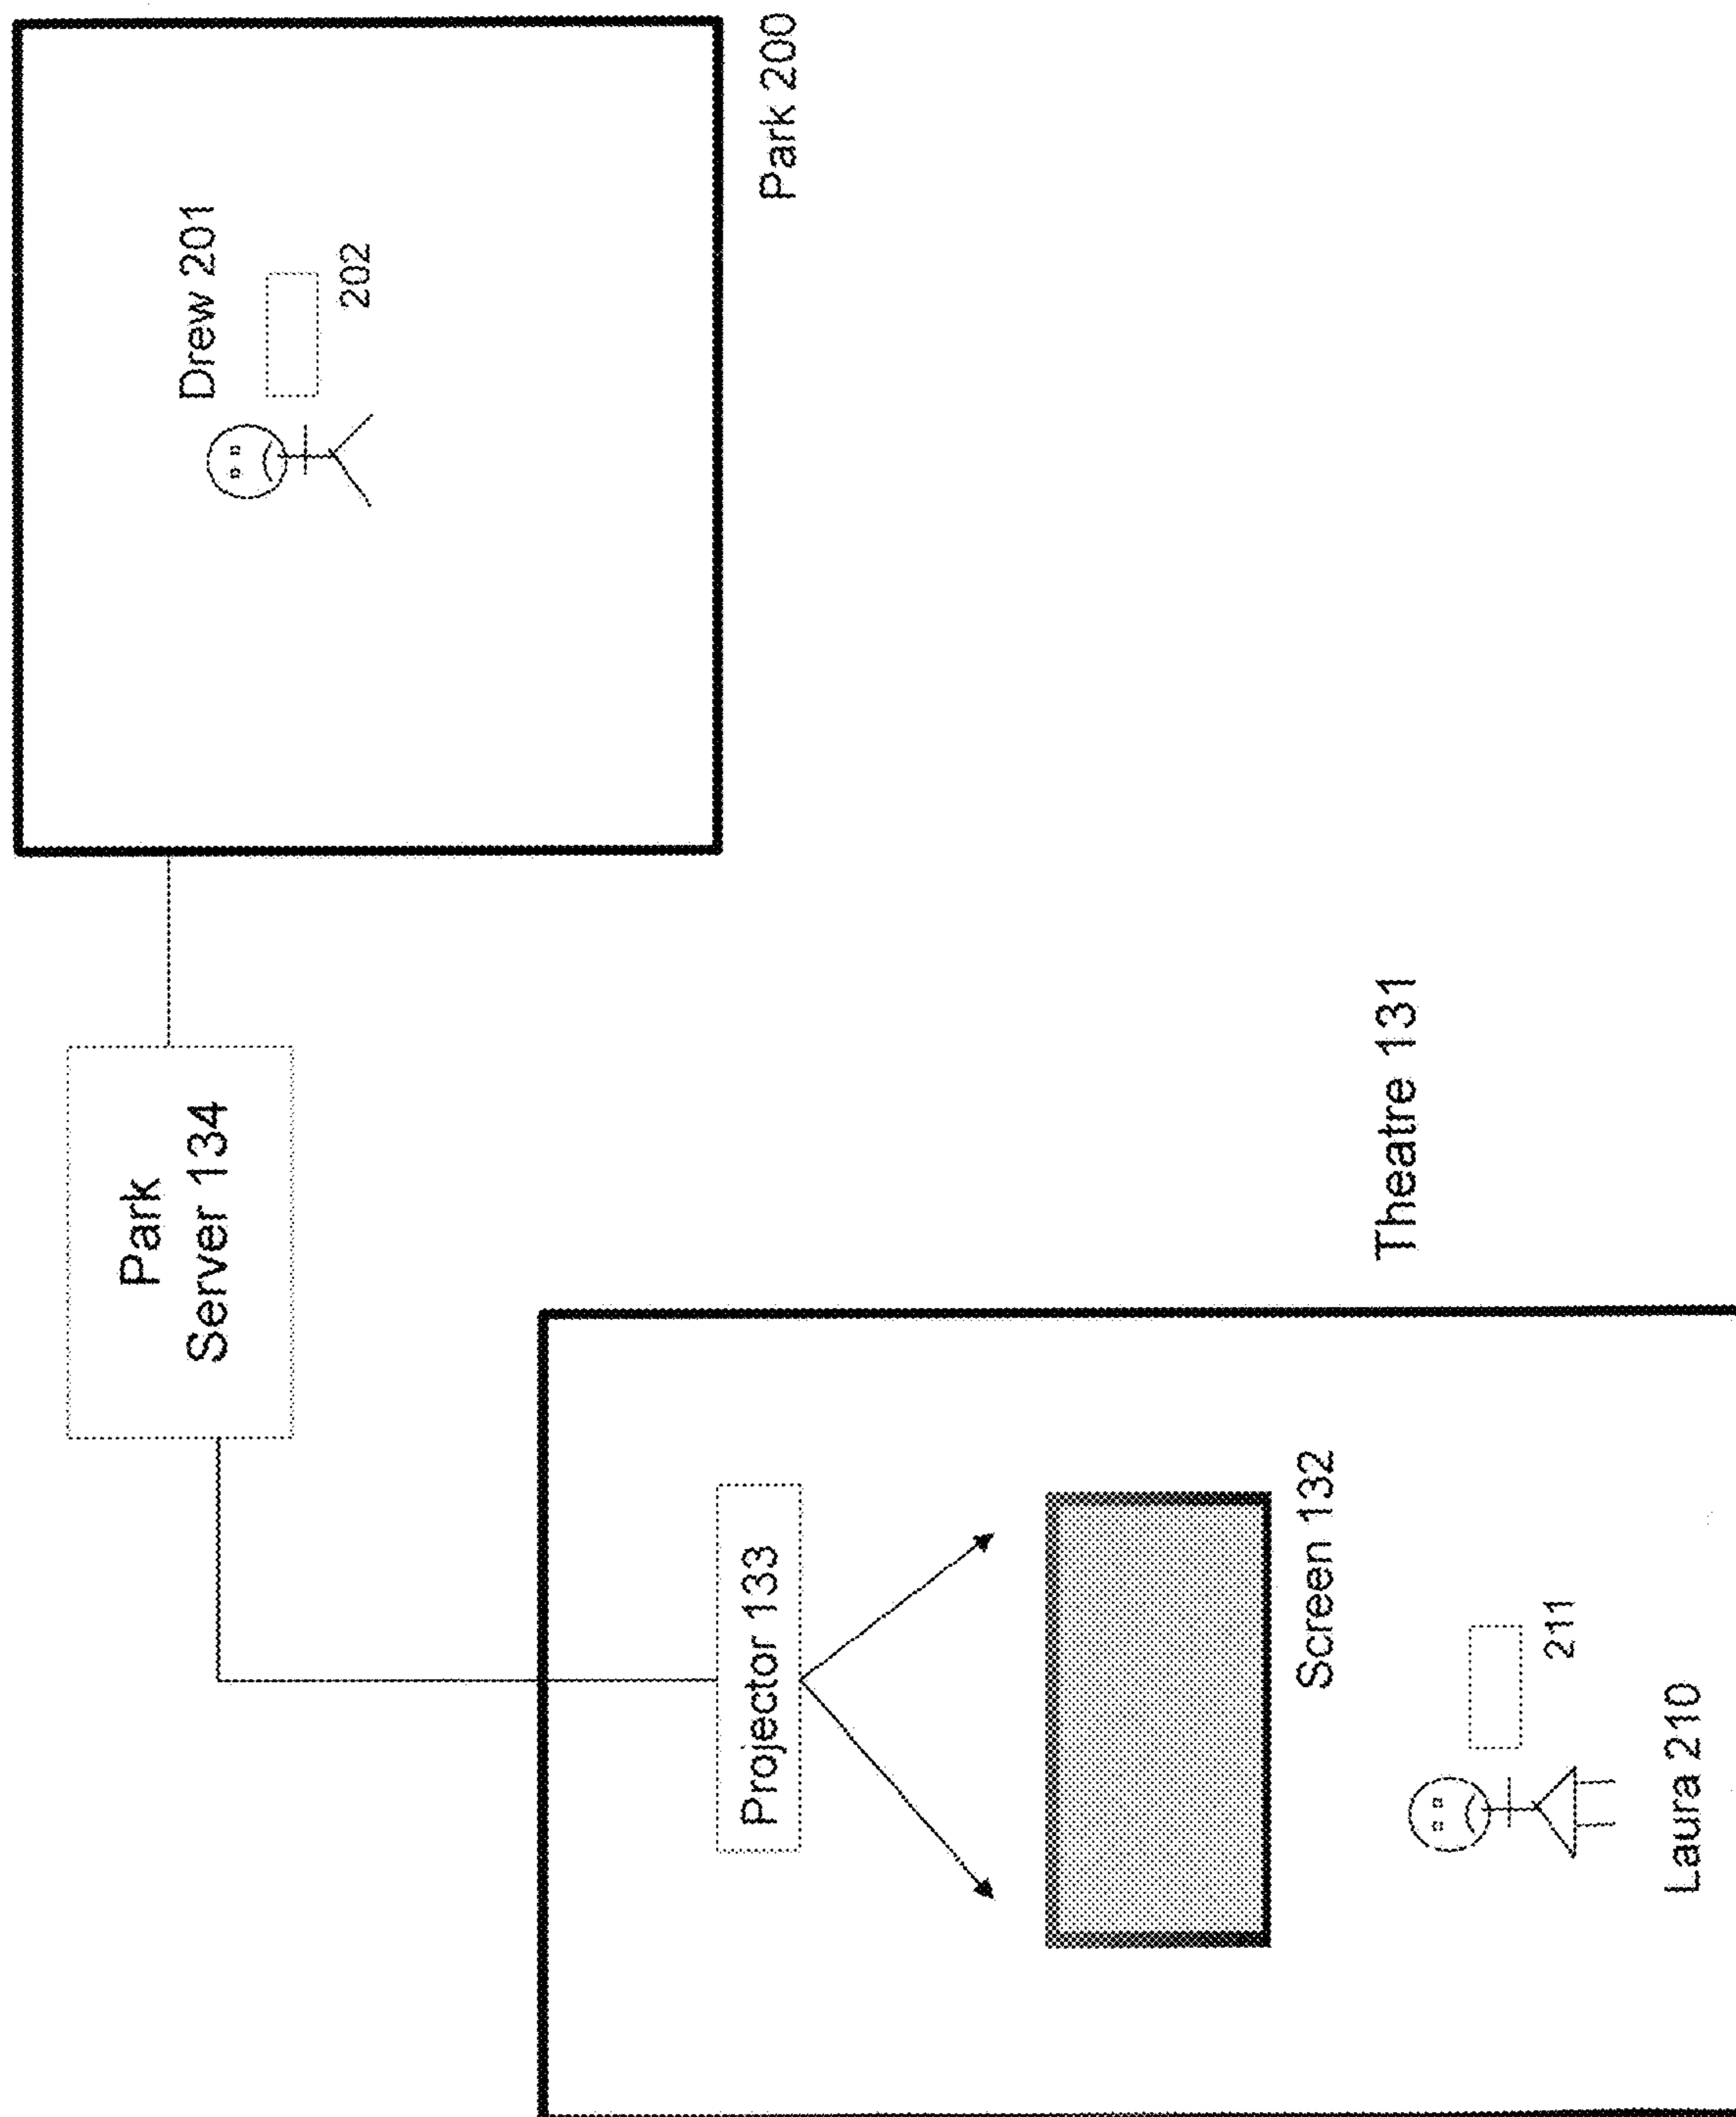 Park
Server 134
Drew 201
202
Park 200
Projector 133
Screen 132
211
Laura 210
Theatre 131